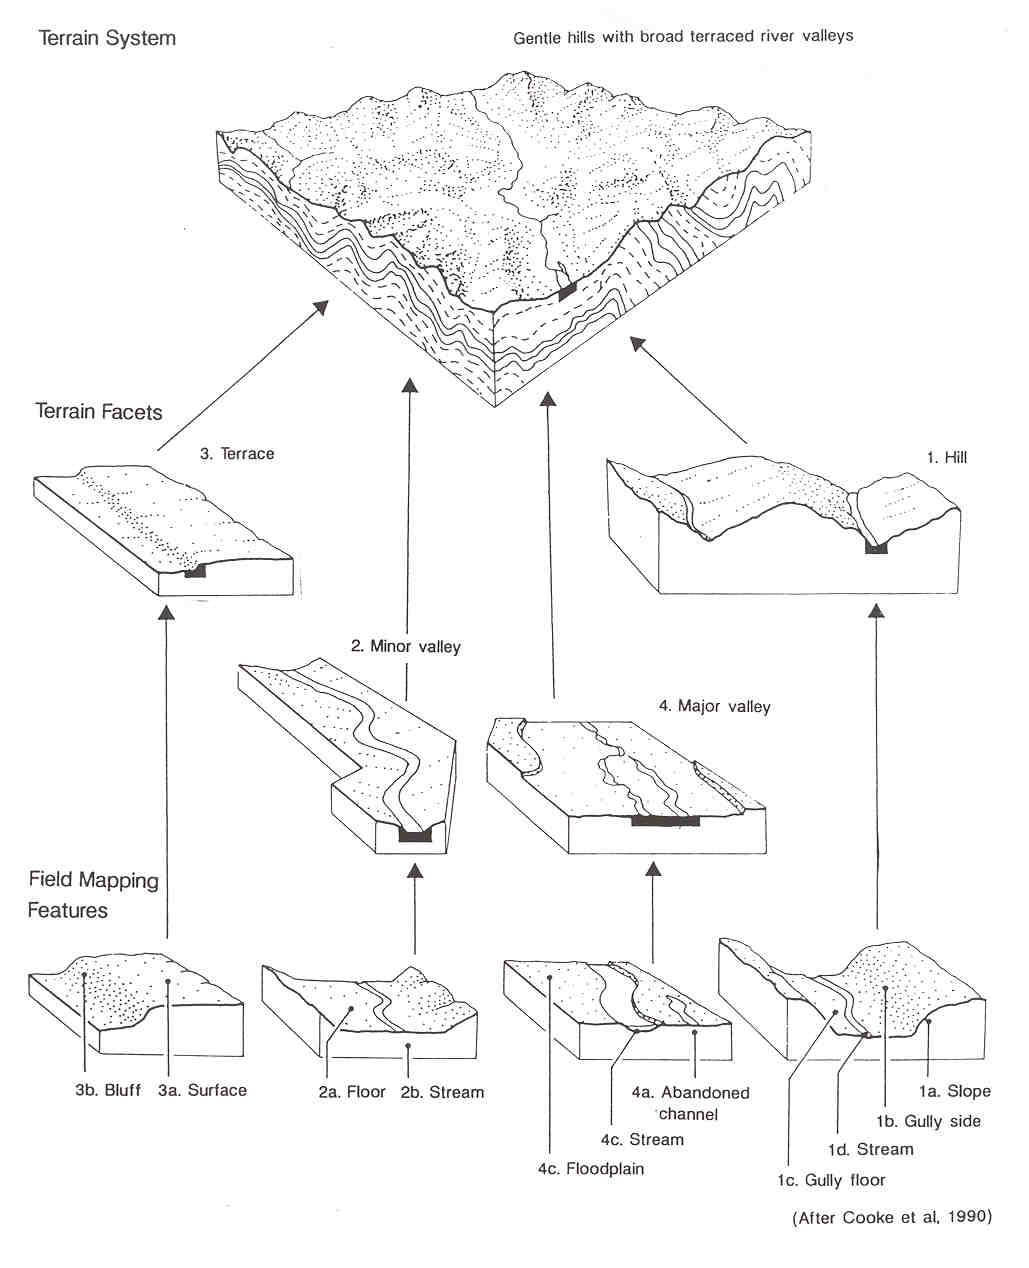 Terrain System
Gentle hills with broad terraced river valleys
Terrain Facets
3. Terrace
1. Hill
2. Minor valley
4. Major valley
Field Mapping
Features
3b. Bluff
3a. Surface
2a. Floor
2b. Stream
4a. Abandoned
channel
1a. Slope
1b. Gully side
4c. Stream
1d. Stream
4c. Floodplain
1c. Gully floor
(After Cooke et al, 1990)